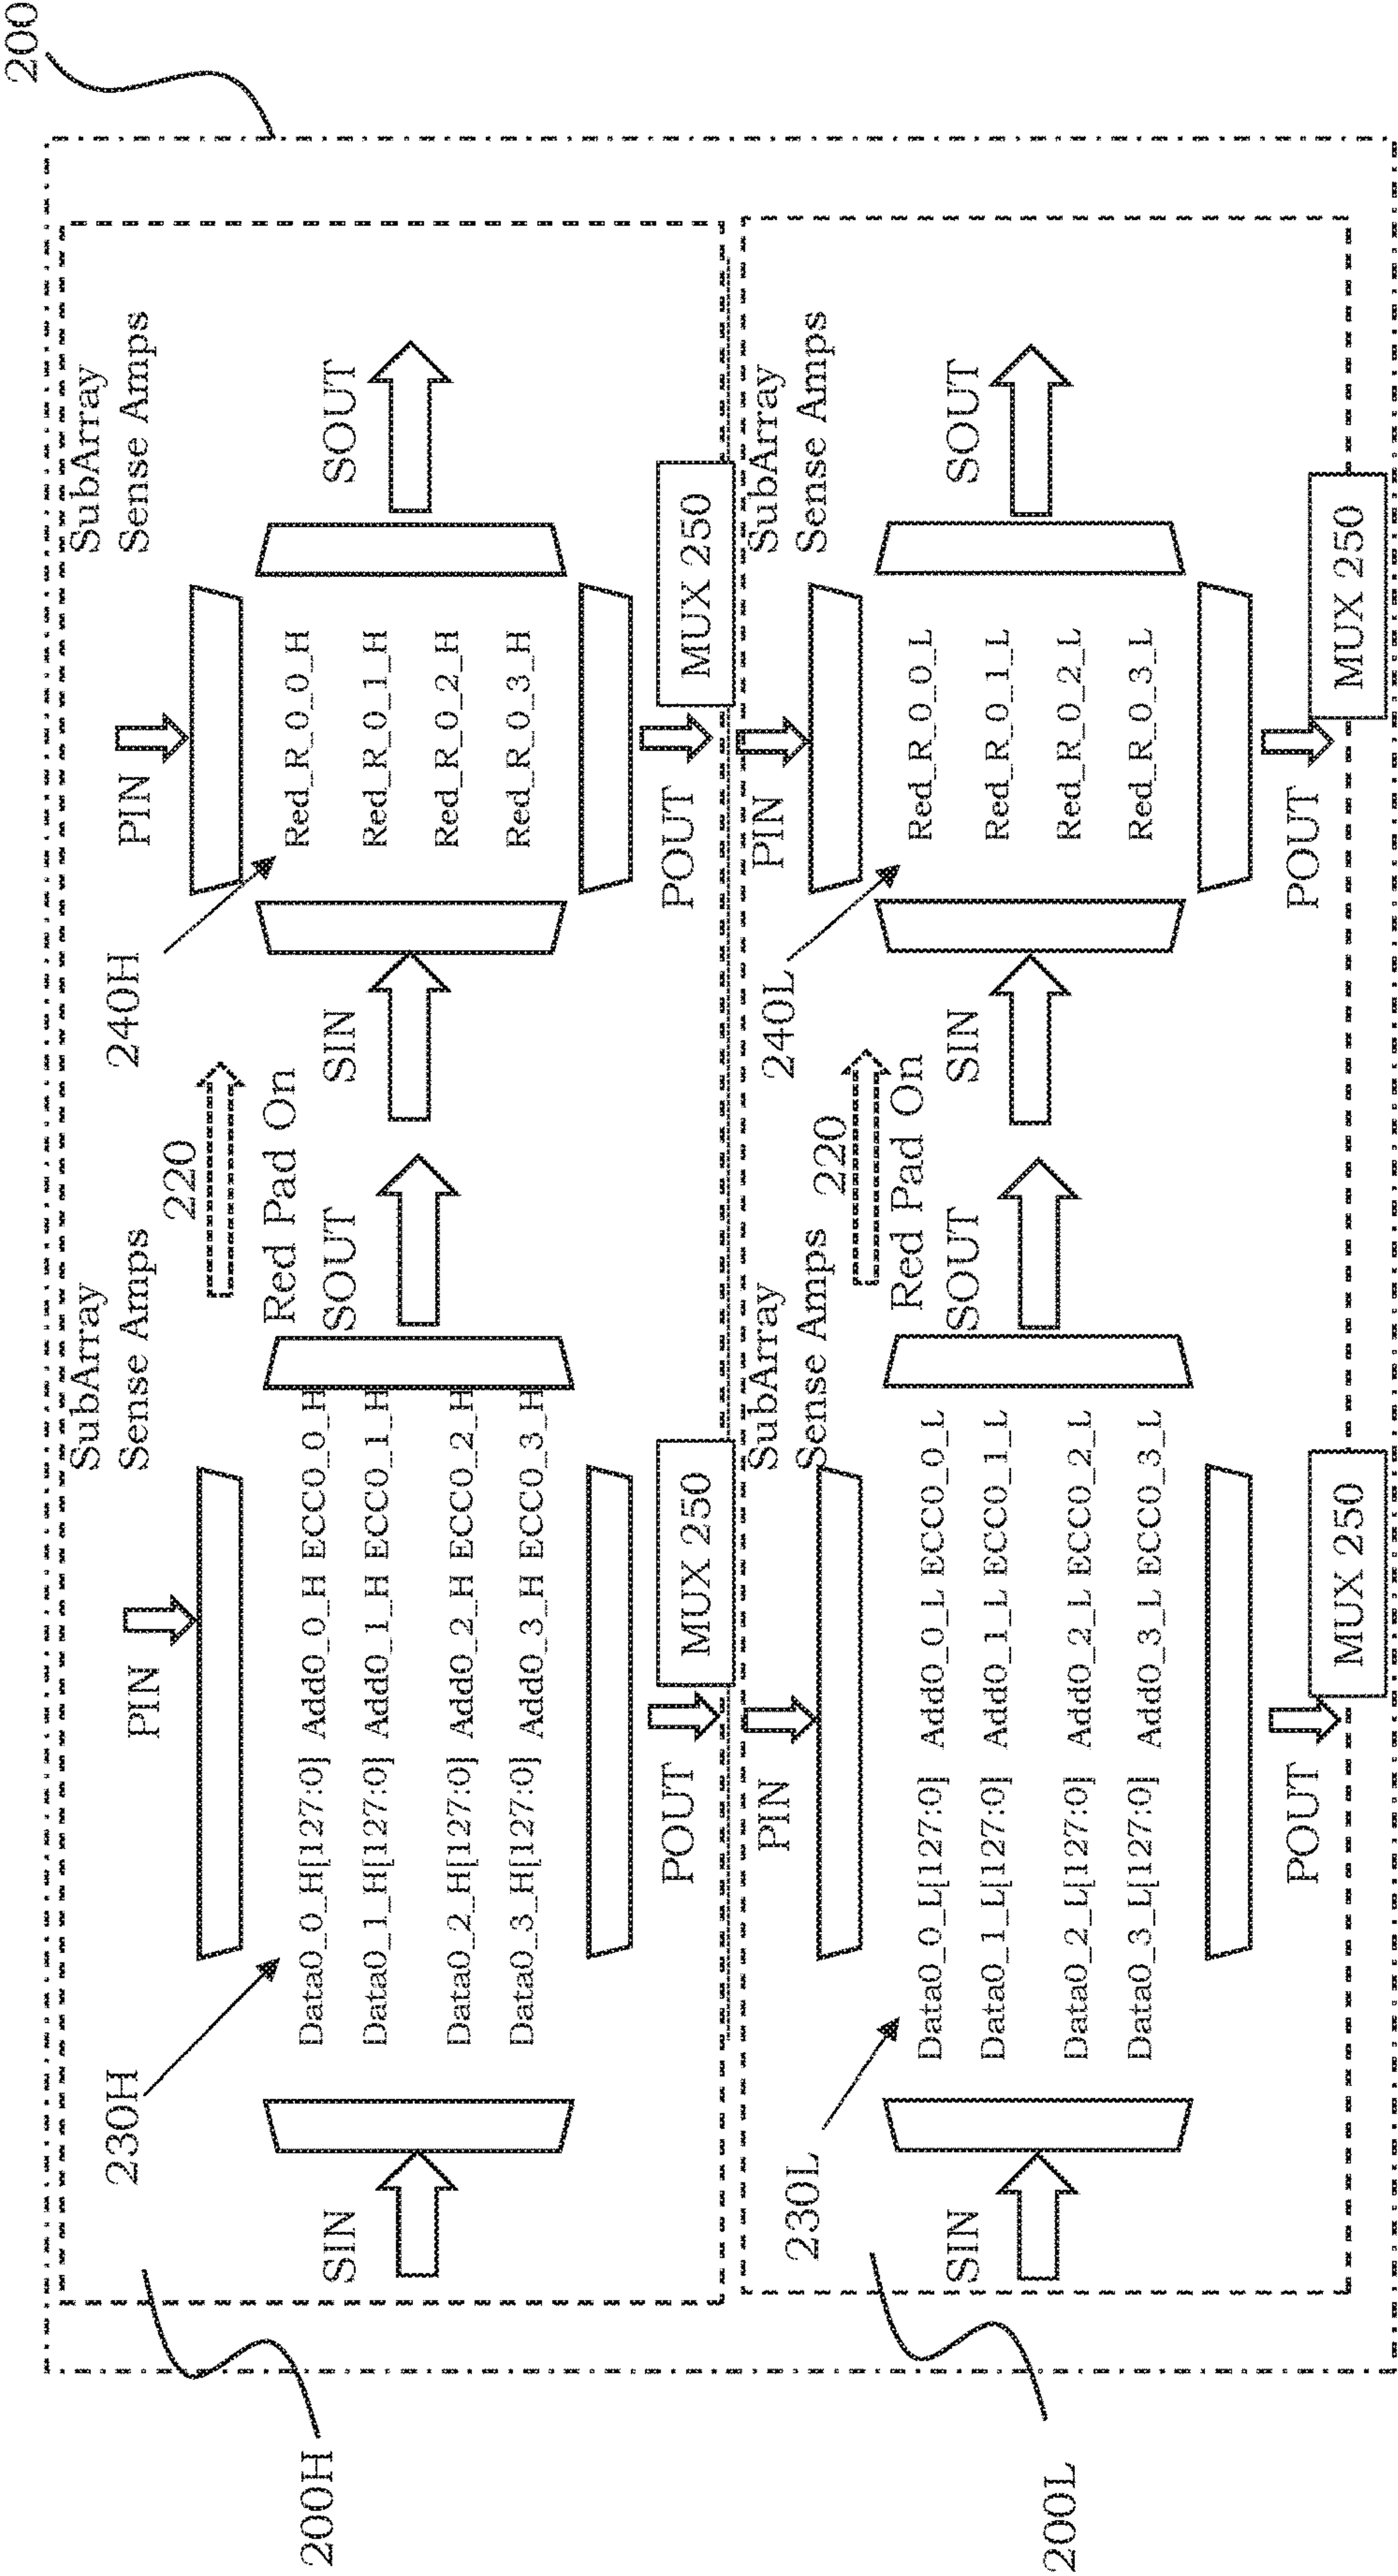 200
200H
230H
SIN
PIN
Data0_0_H[127:0] Add0_0_H ECC0_0_H
Data0_1_H[127:0] Add0_1_H ECC0_1_H
Data0_2_H[127:0] Add0_2_H ECC0_2_H
Data0_3_H[127:0] Add0_3_H ECC0_3_H
POUT
MUX 250
SubArray
Sense Amps
220
Red Pad On
SOUT
SIN
240H
PIN
Red_R_0_0_H
Red_R_0_1_H
Red_R_0_2_H
Red_R_0_3_H
POUT
MUX 250
SubArray
Sense Amps
SOUT
200L
230L
SIN
PIN
Data0_0_L[127:0] Add0_0_L ECC0_0_L
Data0_1_L[127:0] Add0_1_L ECC0_1_L
Data0_2_L[127:0] Add0_2_L ECC0_2_L
Data0_3_L[127:0] Add0_3_L ECC0_3_L
POUT
MUX 250
SubArray
Sense Amps
220
Red Pad On
SOUT
SIN
240L
PIN
Red_R_0_0_L
Red_R_0_1_L
Red_R_0_2_L
Red_R_0_3_L
POUT
MUX 250
SubArray
Sense Amps
SOUT